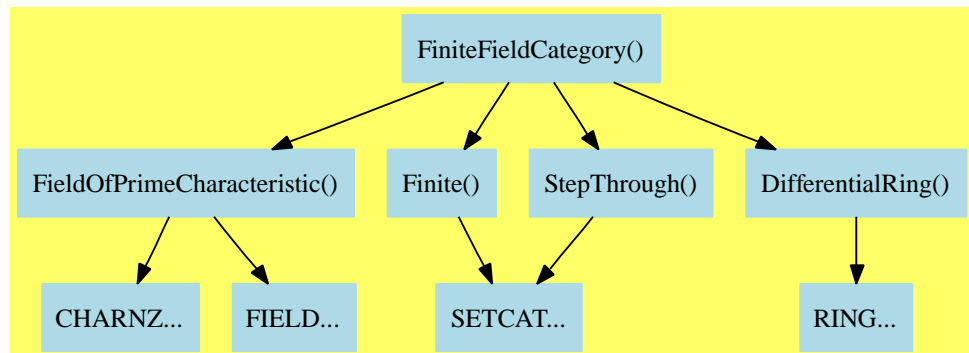 FiniteFieldCategory()
FieldOfPrimeCharacteristic()
Finite()
StepThrough()
DifferentialRing()
CHARNZ...
FIELD...
SETCAT...
RING...